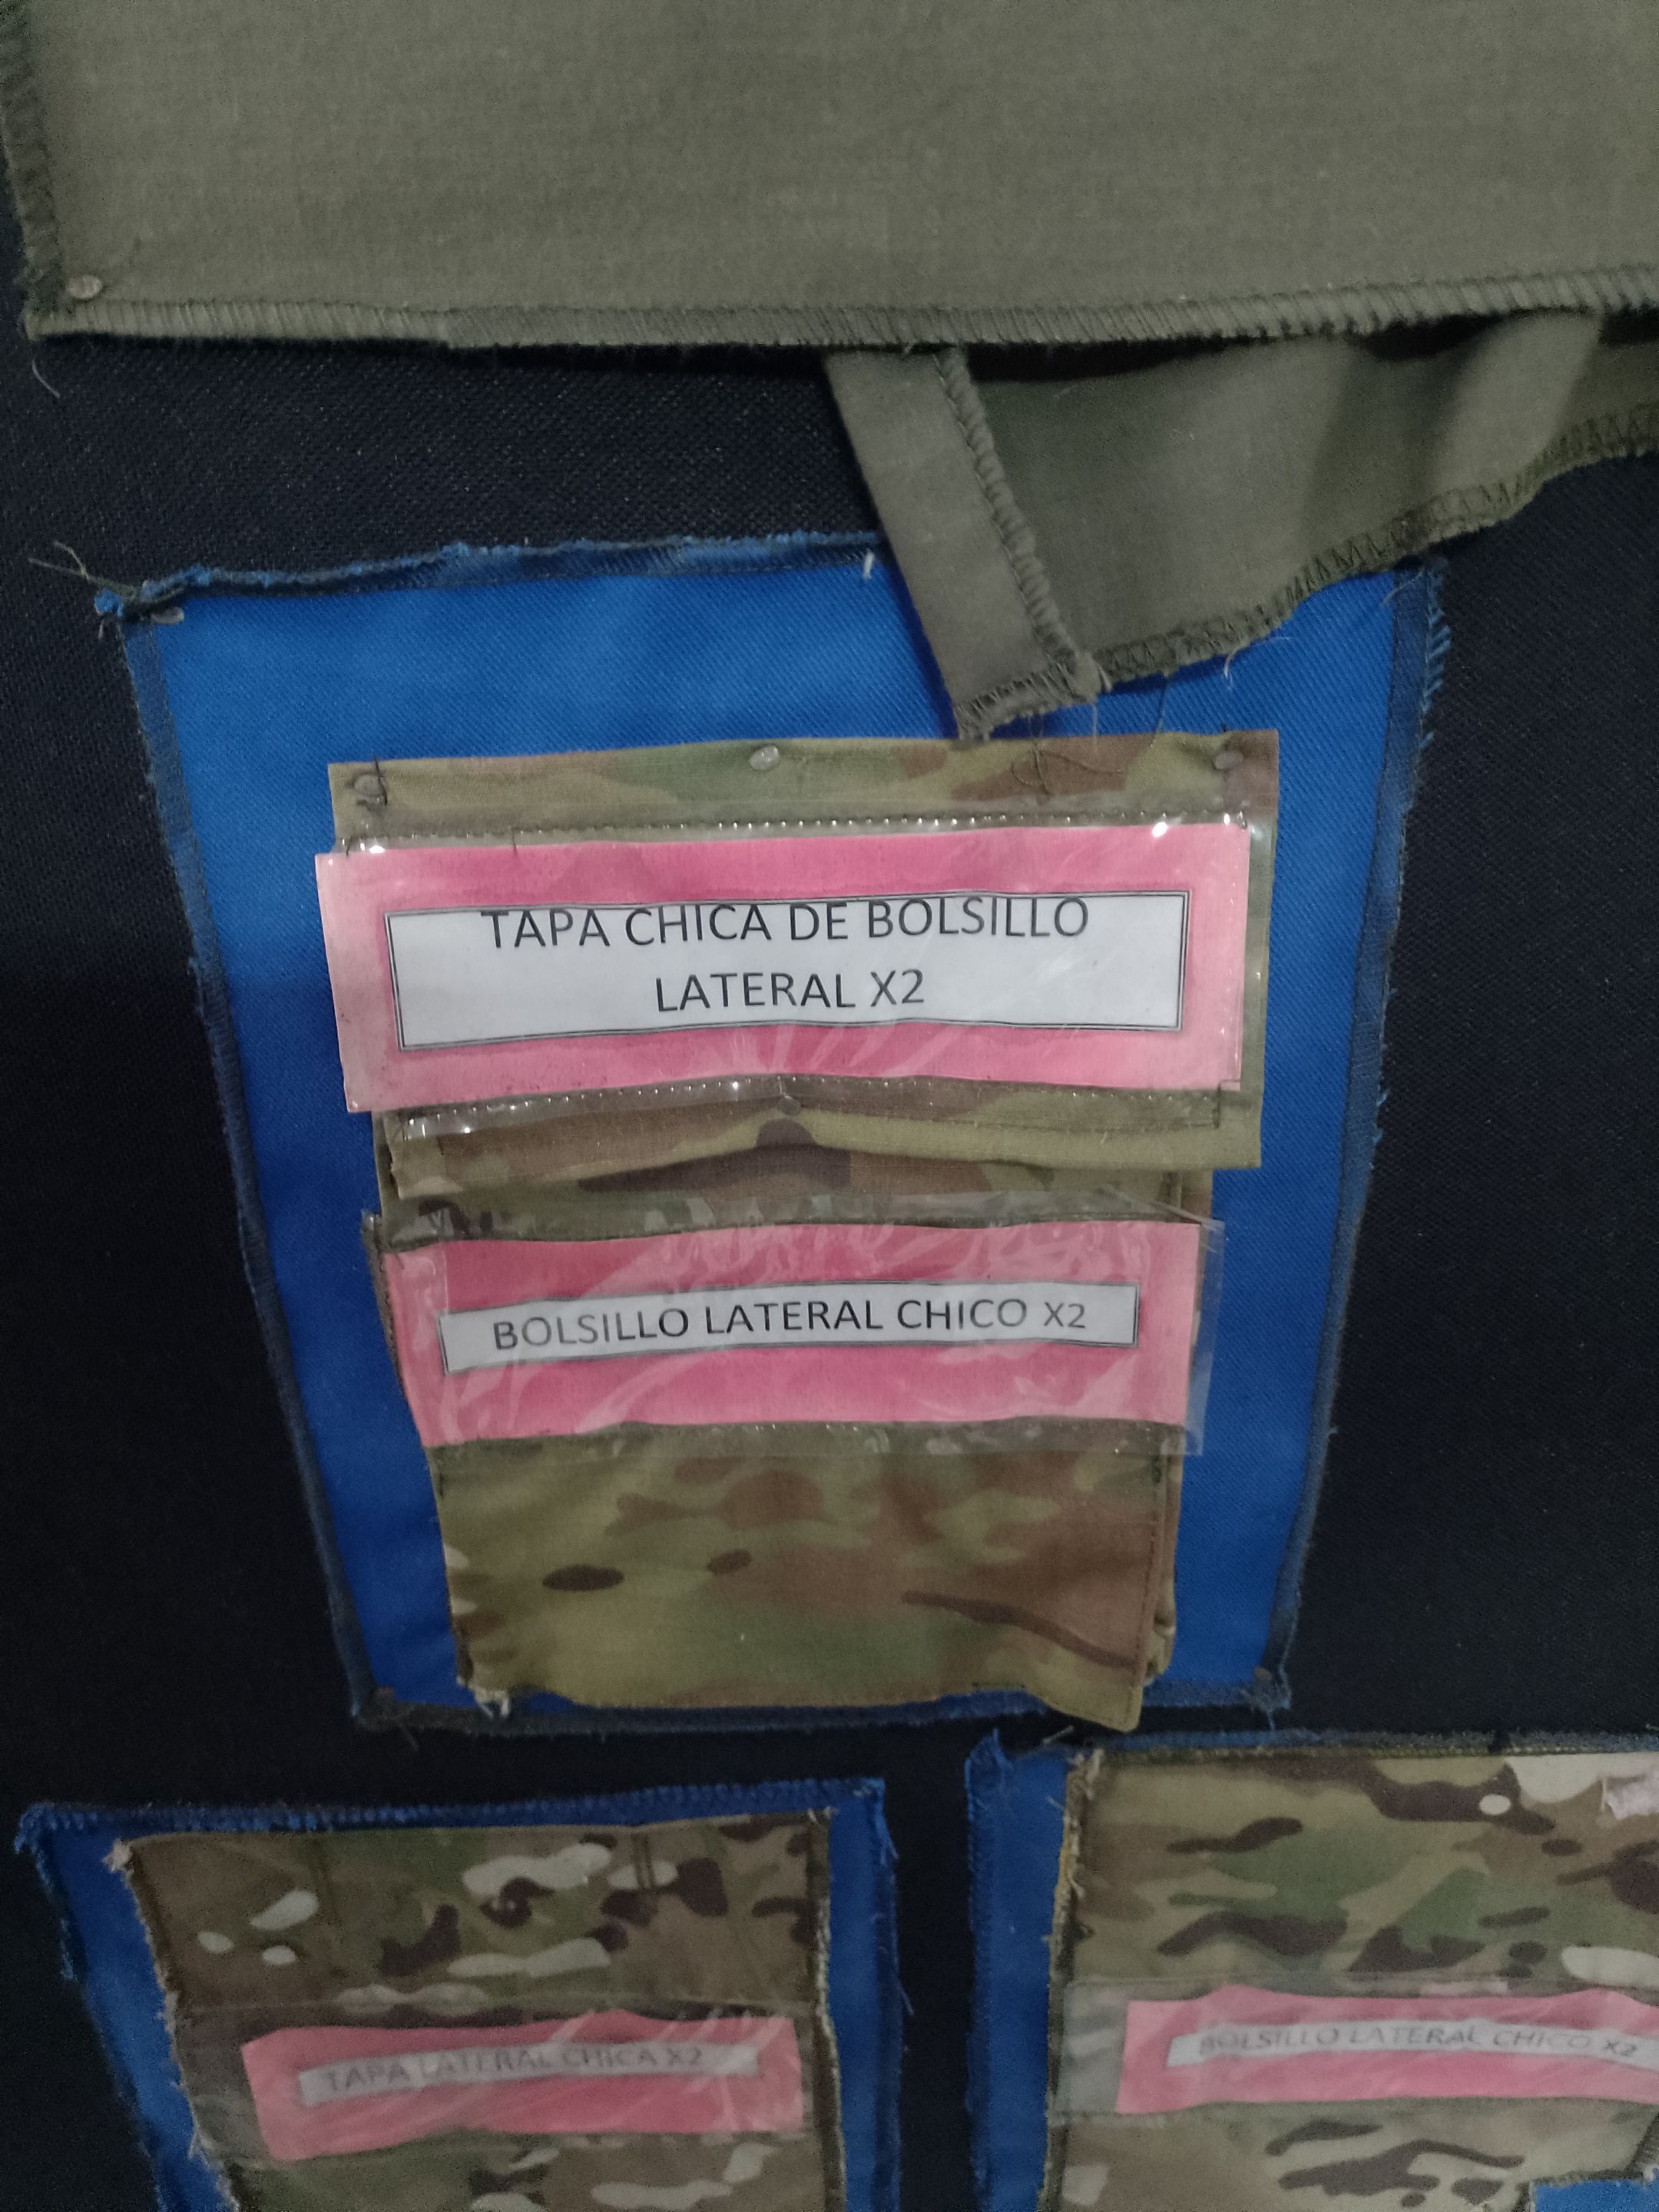 TAPA CHICA DE BOLSILLO
LATERAL X2
BOLSILLO LATERAL CHICO X2
TAPA LATERAL CHICA X2
BOLSILLO LATERAL CHICO X2